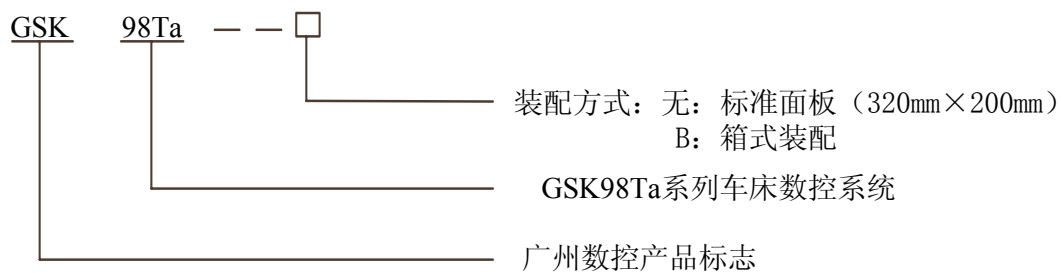 GSK 98Ta — — □
装配方式：无：标准面板（320mm×200mm）
B：箱式装配
GSK98Ta系列车床数控系统
广州数控产品标志